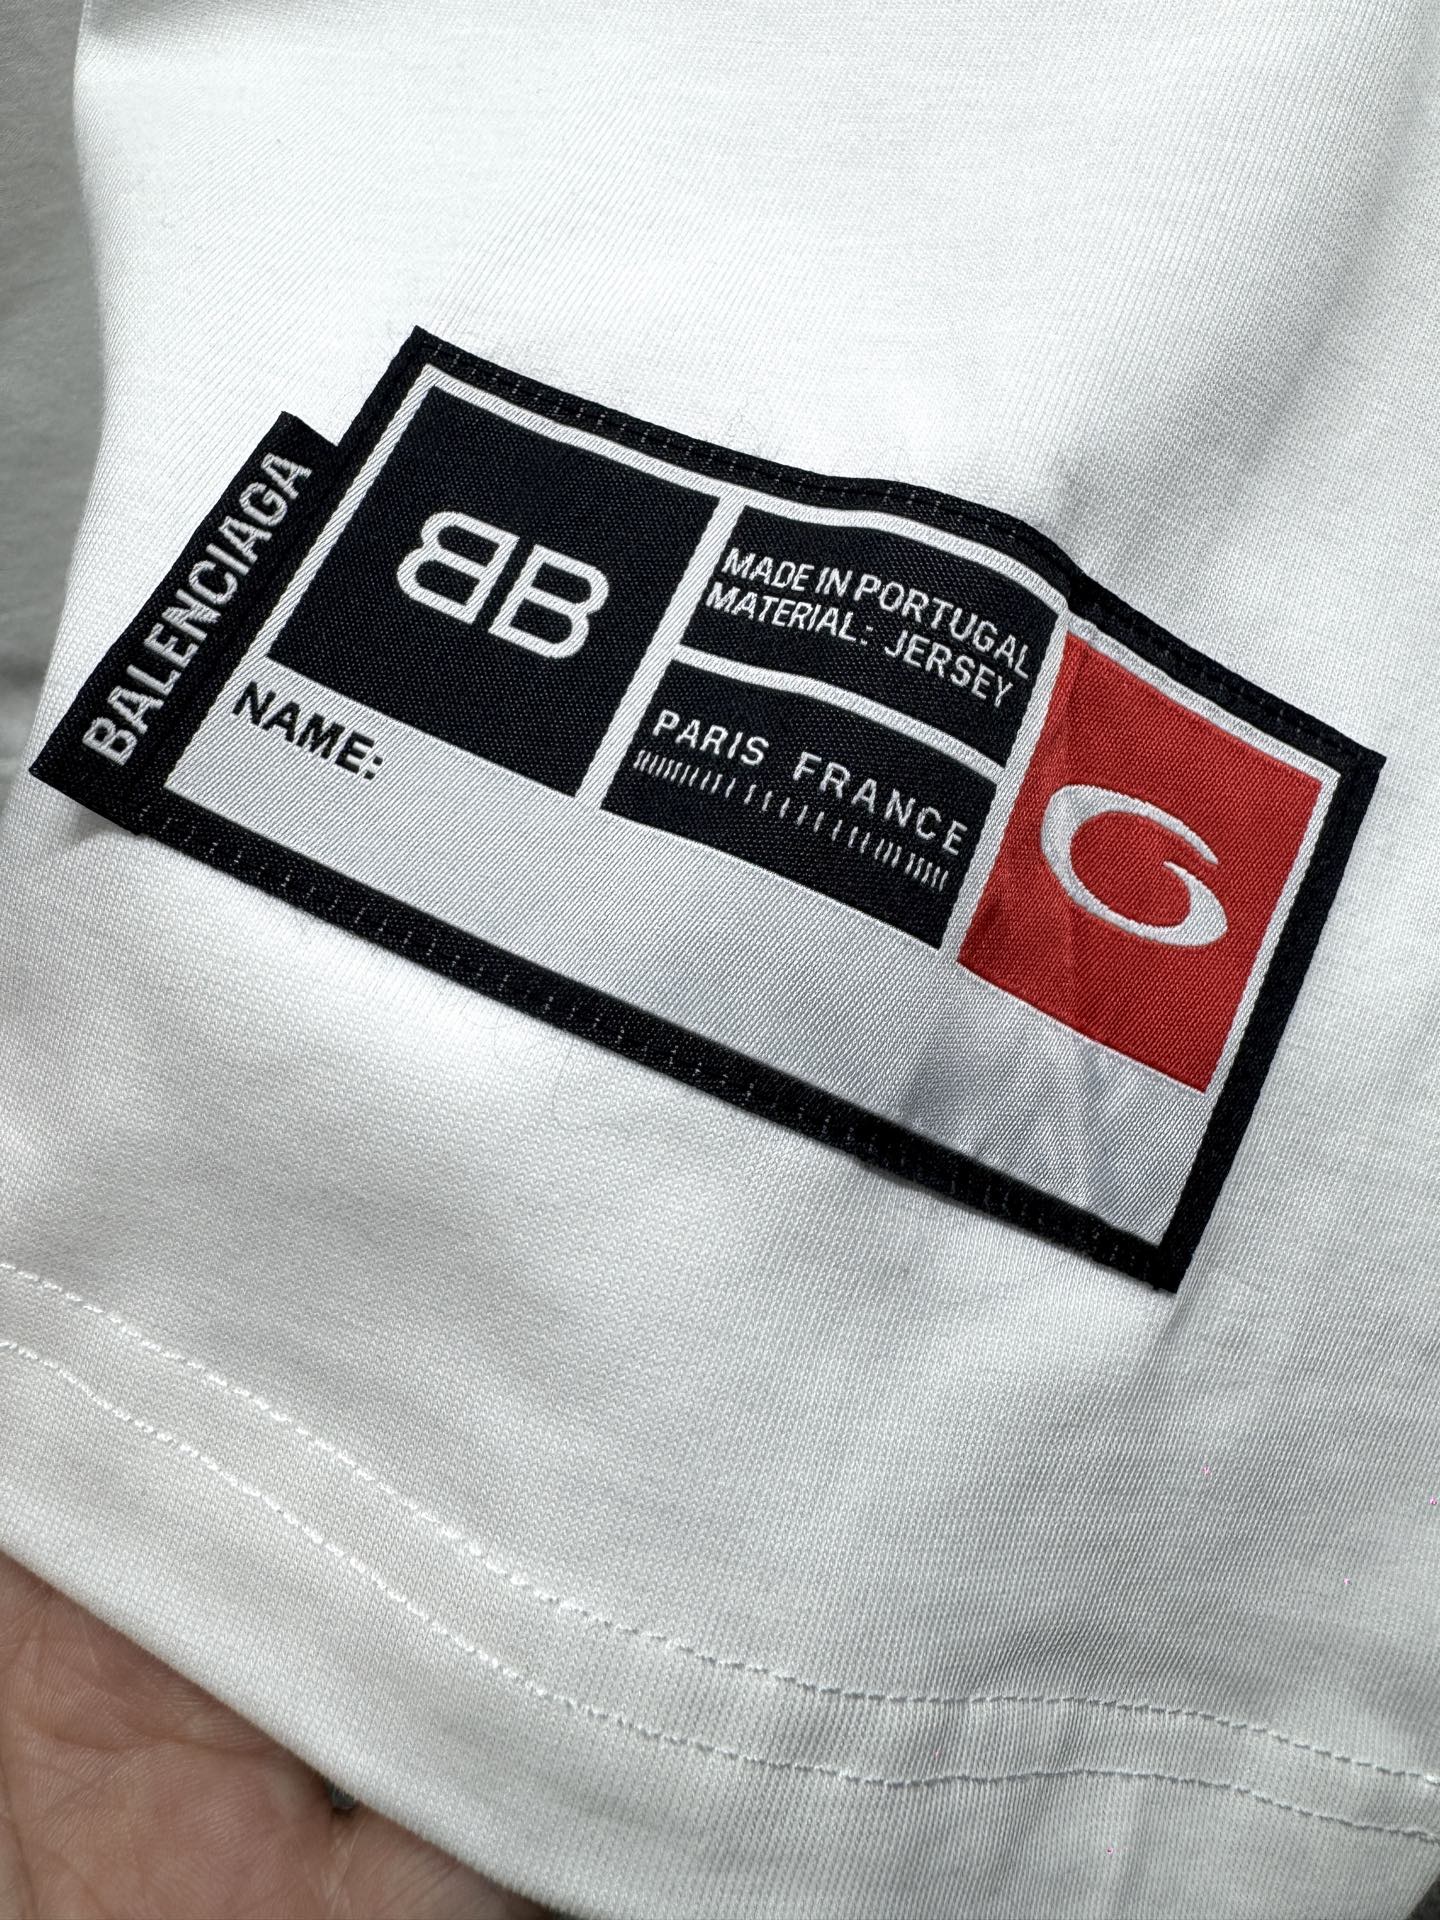 BALENCIAGA
BB
MADE IN PORTUGAL
MATERIAL: JERSEY
PARIS FRANCE
G
NAME: